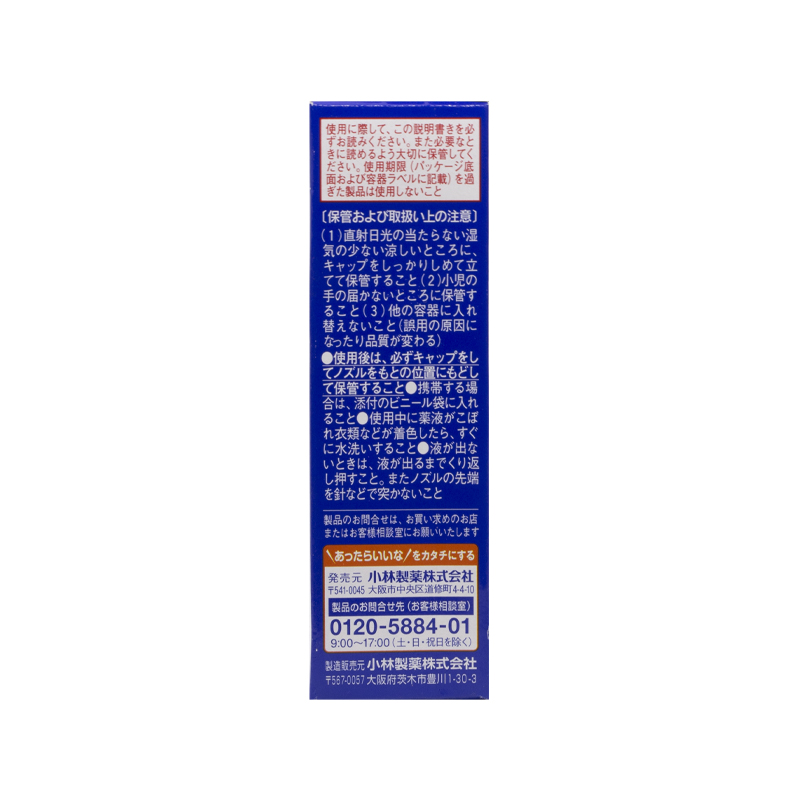 使用に際して、この説明書きを必
ずお読みください。また必要なと
きに読めるよう大切に保管してく
ださい。使用期限(パッケージ底
面および容器ラベルに記載)を過
ぎた製品は使用しないこと
〔保管および取扱い上の注意〕
(1)直射日光の当たらない湿
気の少ない涼しいところに、
キャップをしっかりしめて立
てて保管すること(2)小児の
手の届かないところに保管す
ること(3)他の容器に入れ
替えないこと(誤用の原因に
なったり品質が変わる)
●使用後は、必ずキャップをし
てノズルをもとの位置にもどし
て保管すること●携帯する場
合は、添付のビニール袋に入れ
ること●使用中に薬液がこぼ
れ衣類などが着色したら、すぐ
に水洗いすること●液が出な
いときは、液が出るまでくり返
し押すこと。またノズルの先端
を針などで突かないこと
製品のお問合せは、お買い求めのお店
またはお客様相談室にお願いいたします
\あったらいいな/をカタチにする
発売元 小林製薬株式会社
〒541-0045 大阪市中央区道修町4-4-10
製品のお問合せ先(お客様相談室)
0120-5884-01
9:00〜17:00(土・日・祝日を除く)
製造販売元 小林製薬株式会社
〒567-0057 大阪府茨木市豊川1-30-3